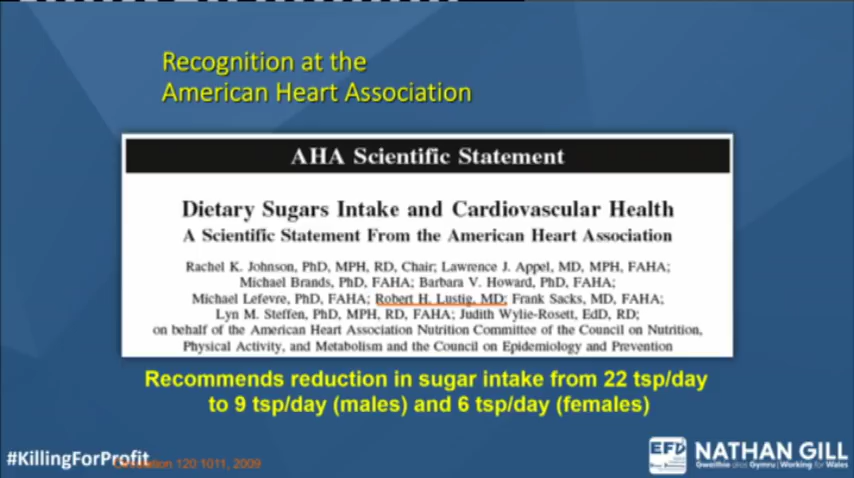 Recognition at the
American Heart Association
AHA Scientific Statement
Dietary Sugars Intake and Cardiovascular Health
A Scientific Statement From the American Heart Association
Rachel K. Johnson, PhD, MPH, RD, Chair; Lawrence J. Appel, MD, MPH, FAHA;
Michael Brands, PhD, FAHA; Barbara V. Howard, PhD, FAHA;
Michael Lefevre, PhD, FAHA; Robert H. Lustig, MD; Frank Sacks, MD, FAHA;
Lyn M. Steffen, PhD, MPH, RD, FAHA; Judith Wylie-Rosett, EdD, RD;
on behalf of the American Heart Association Nutrition Committee of the Council on Nutrition,
Physical Activity, and Metabolism and the Council on Epidemiology and Prevention
Recommends reduction in sugar intake from 22 tsp/day
to 9 tsp/day (males) and 6 tsp/day (females)
#KillingForProfit
Circulation 120:1011, 2009
EFD
NATHAN GILL
Gweithio dros Gymru | Working for Wales